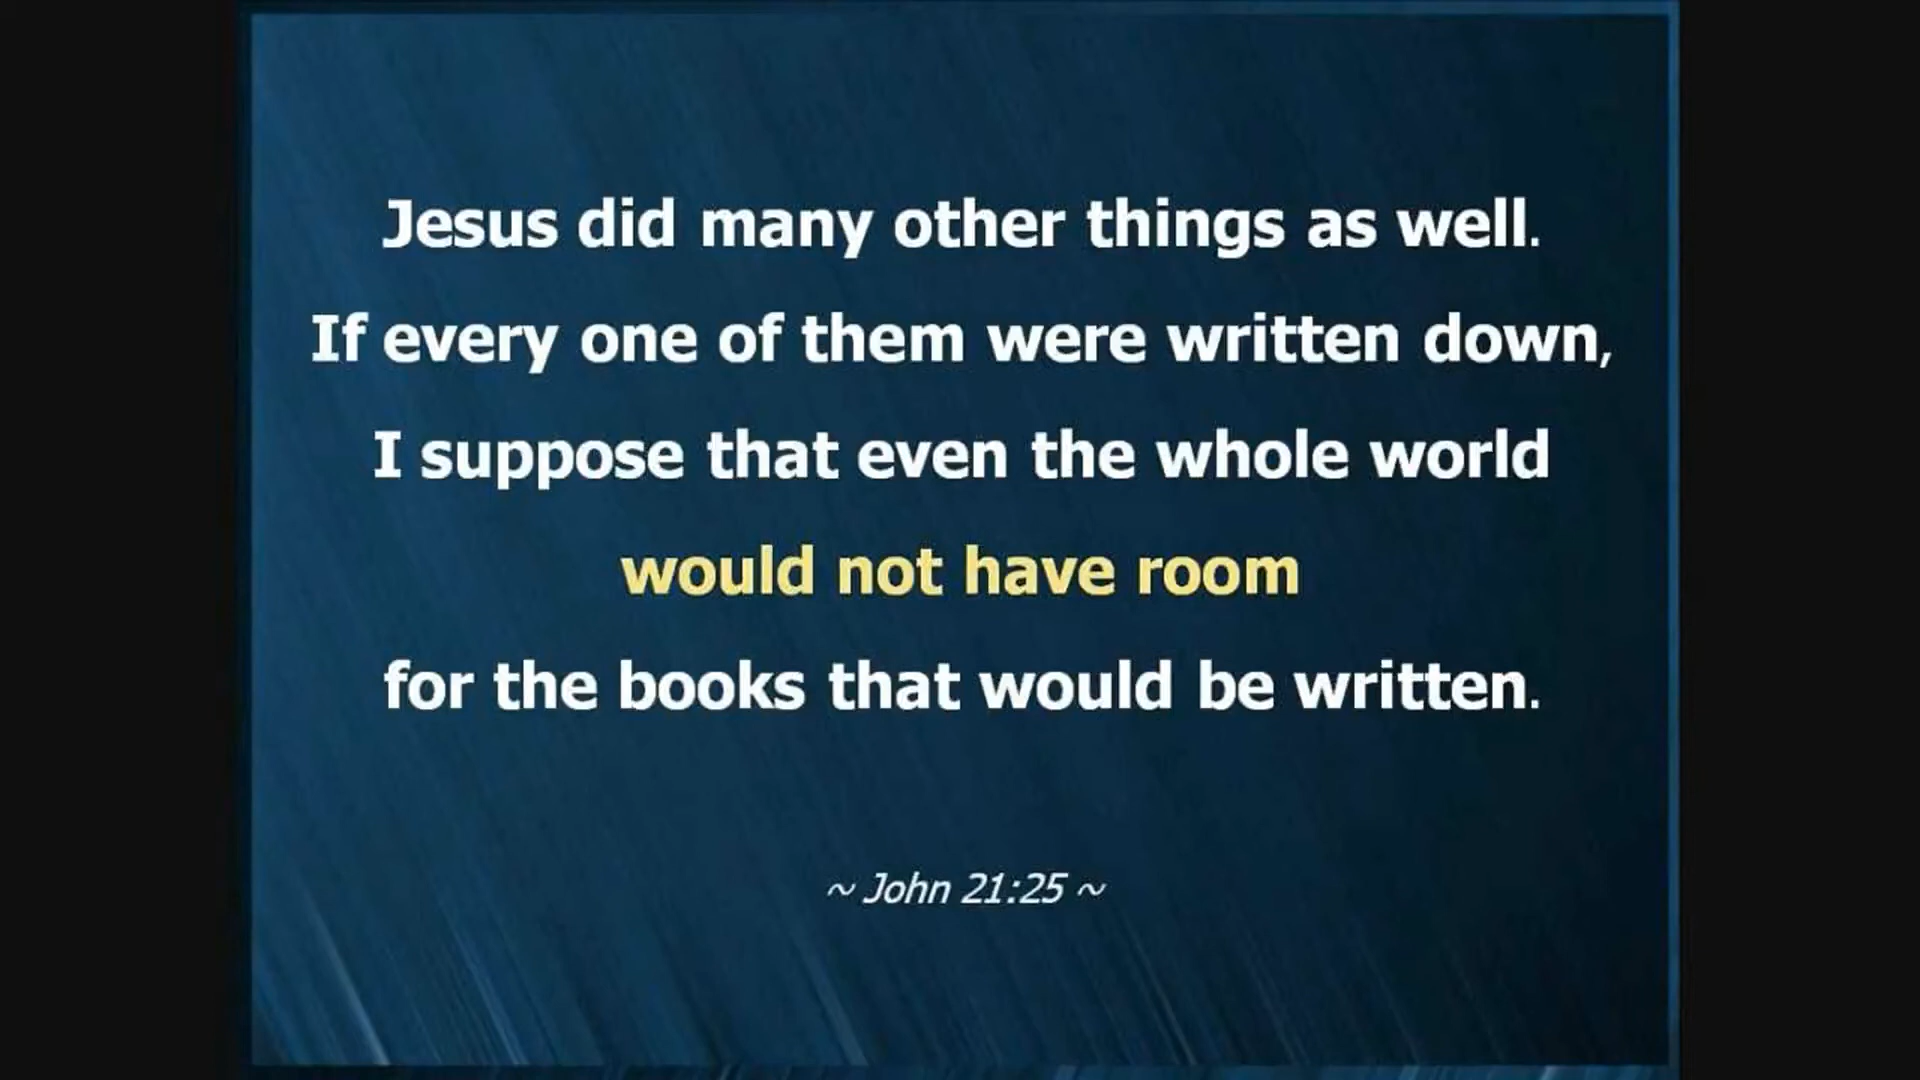 Jesus did many other things as well.
If every one of them were written down,
I suppose that even the whole world
would not have room
for the books that would be written.
~ John 21:25 ~